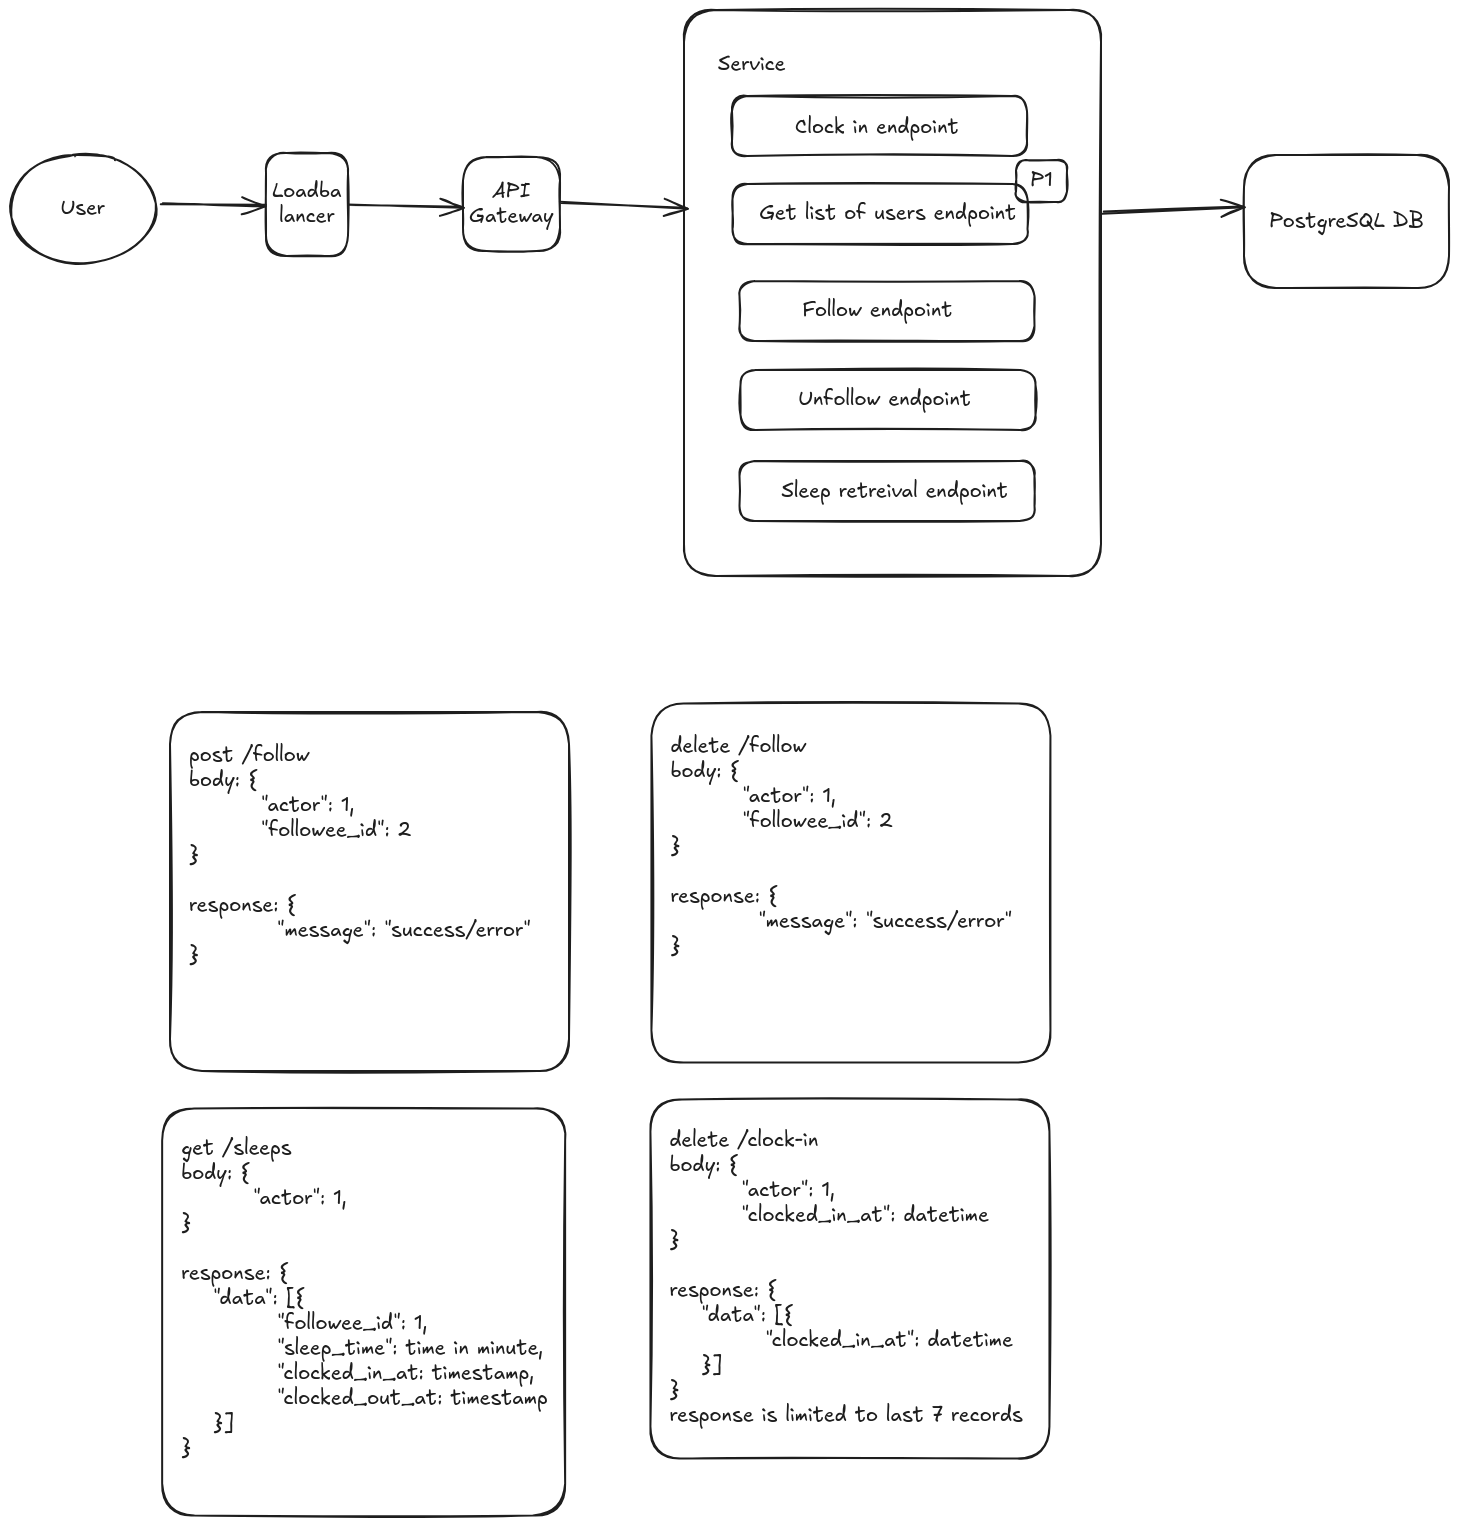 Service
Clock in endpoint
P1
Get list of users endpoint
User
Loadba
lancer
API
Gateway
PostgreSQL DB
Follow endpoint
Unfollow endpoint
Sleep retreival endpoint
post /follow
body: {
"actor": 1,
"followee_id": 2
}
response: {
"message": "success/error"
}
delete /follow
body: {
"actor": 1,
"followee_id": 2
}
response: {
"message": "success/error"
}
get /sleeps
body: {
"actor": 1,
}
response: {
"data": [{
"followee_id": 1,
"sleep_time": time in minute,
"clocked_in_at: timestamp,
"clocked_out_at: timestamp
}]
}
delete /clock-in
body: {
"actor": 1,
"clocked_in_at": datetime
}
response: {
"data": [{
"clocked_in_at": datetime
}]
}
response is limited to last 7 records